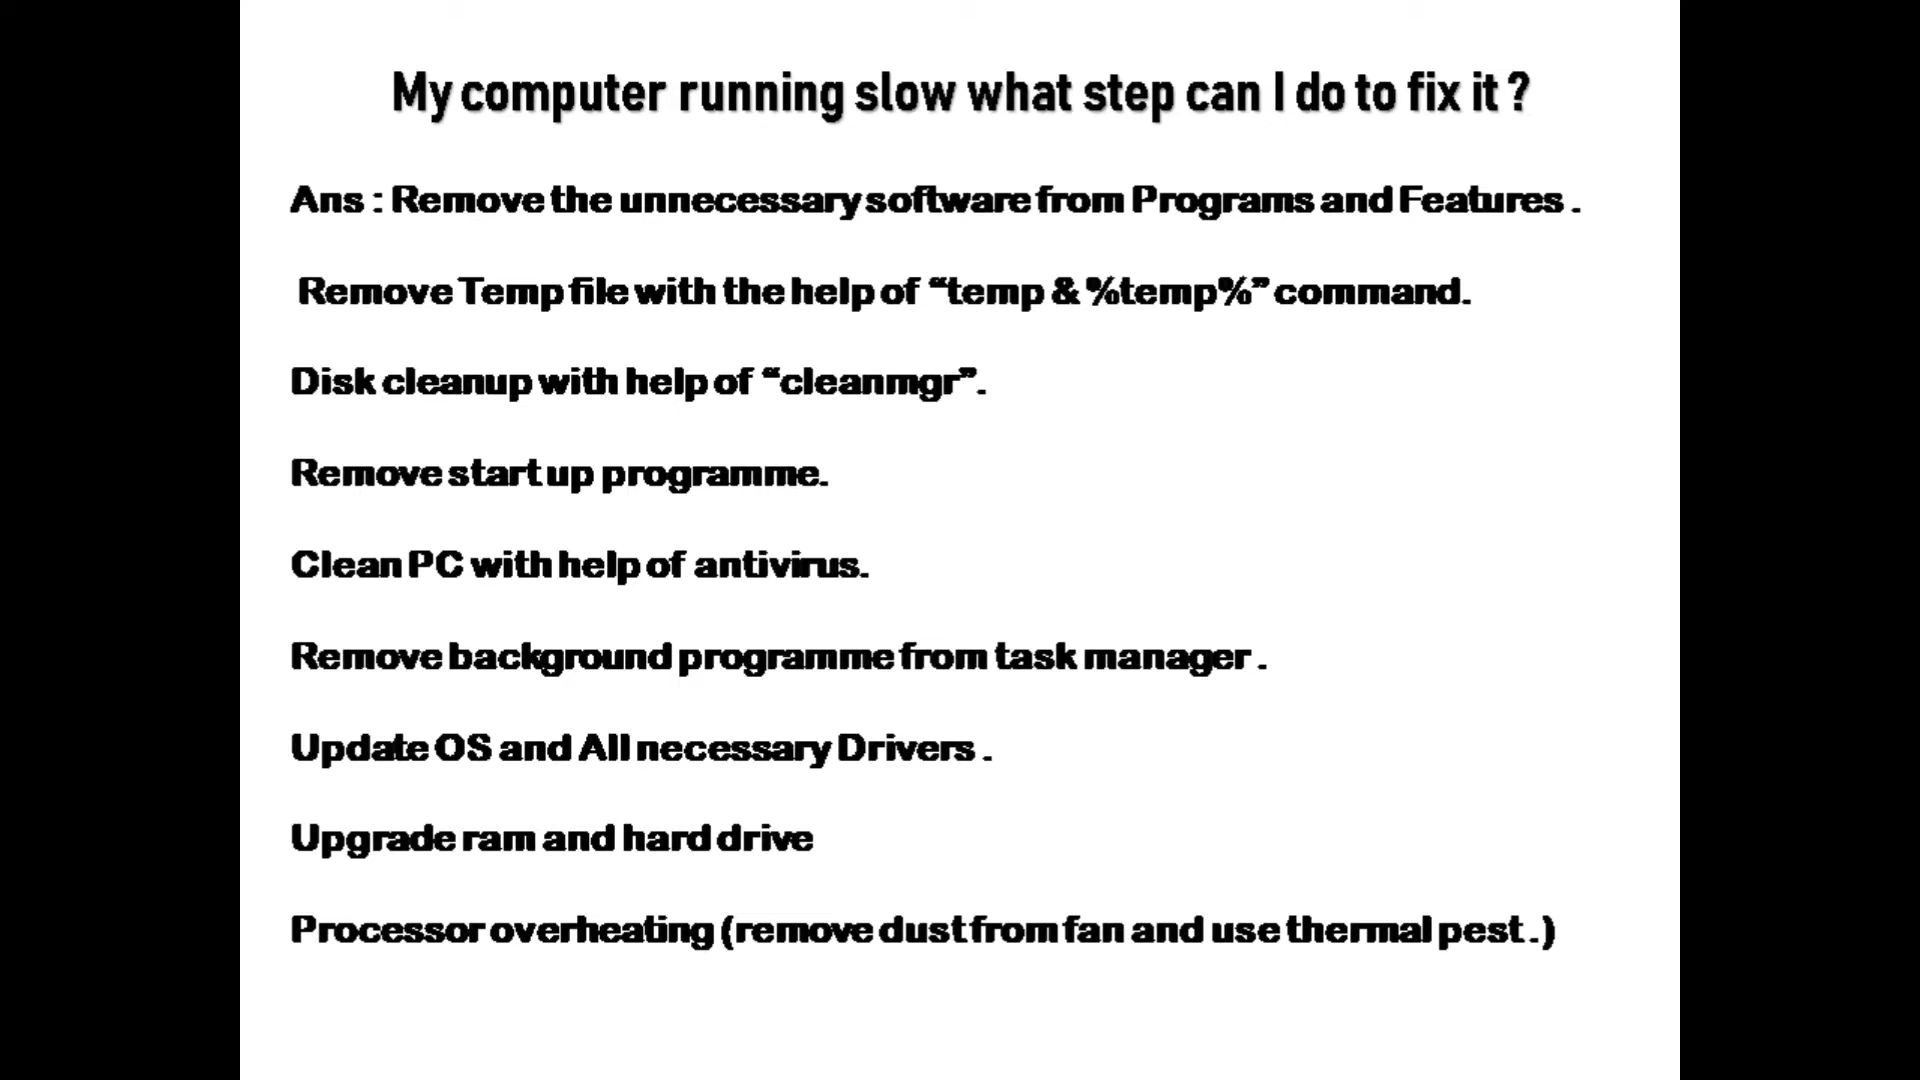 My computer running slow what step can I do to fix it ?
Ans : Remove the unnecessary software from Programs and Features .
Remove Temp file with the help of “temp & %temp%” command.
Disk cleanup with help of “cleanmgr”.
Remove start up programme.
Clean PC with help of antivirus.
Remove background programme from task manager .
Update OS and All necessary Drivers .
Upgrade ram and hard drive
Processor overheating (remove dust from fan and use thermal pest .)